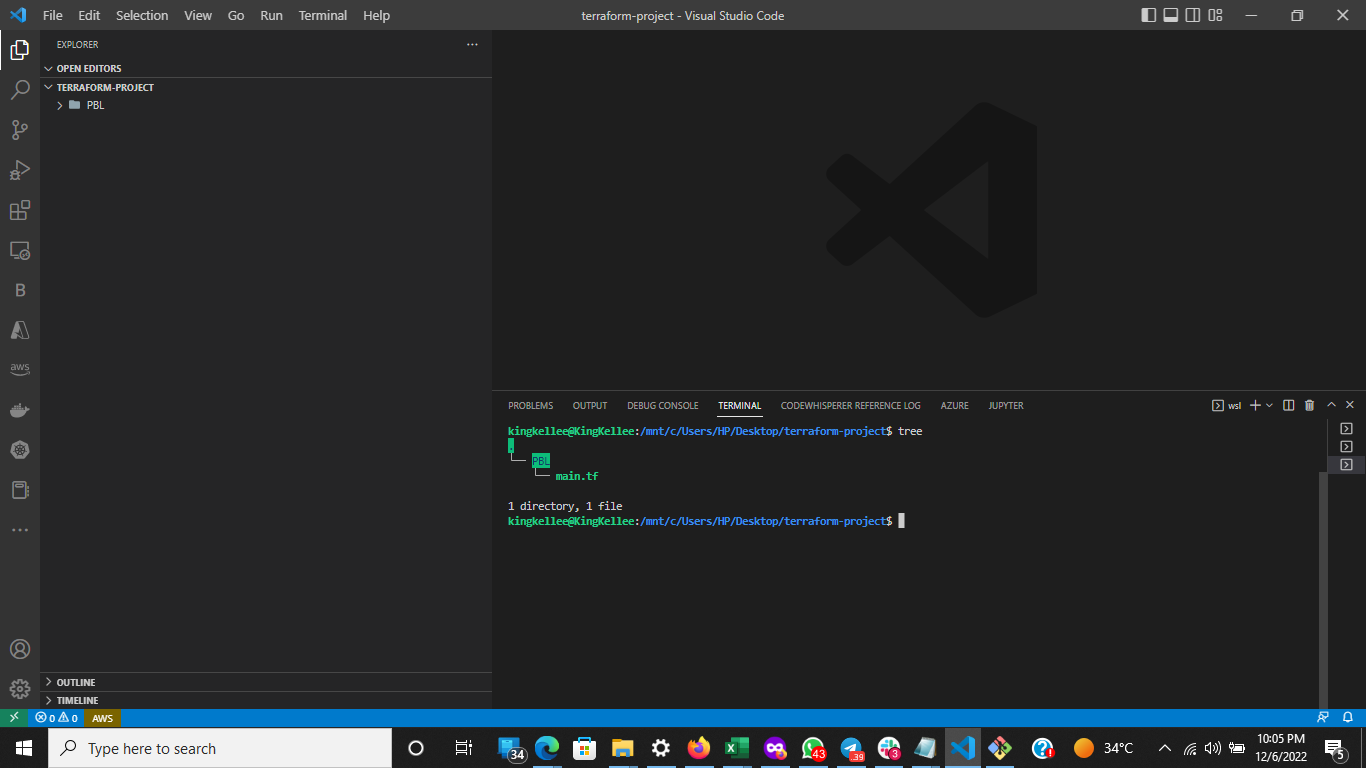 File Edit Selection View Go Run Terminal Help
terraform-project - Visual Studio Code
EXPLORER
OPEN EDITORS
TERRAFORM-PROJECT
PBL
B
aws
OUTLINE
TIMELINE
PROBLEMS OUTPUT DEBUG CONSOLE TERMINAL CODEWHISPERER REFERENCE LOG AZURE JUPYTER
wsl
kingkellee@KingKellee:/mnt/c/Users/HP/Desktop/terraform-project$ tree
.
└── PBL
└── main.tf
1 directory, 1 file
kingkellee@KingKellee:/mnt/c/Users/HP/Desktop/terraform-project$
0 0 AWS
Type here to search
34
43
39
3
34°C
10:05 PM
12/6/2022
5